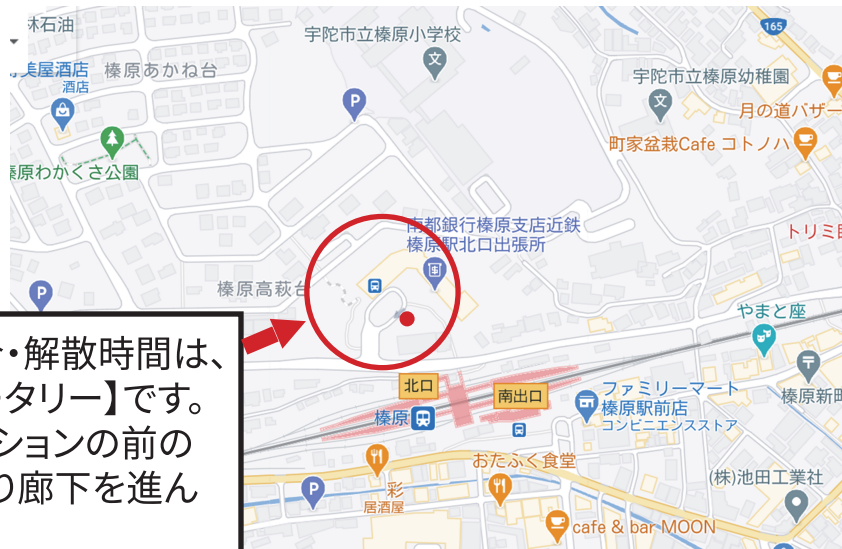 林石油
宇陀市立榛原小学校
165
美屋酒店
酒店
榛原あかね台
宇陀市立榛原幼稚園
月の道バザー
町家盆栽Cafe コトノハ
原わかくさ公園
P
南都銀行榛原支店近鉄
榛原駅北口出張所
トリミ
榛原高萩台
P
やまと座
・解散時間は、
タリー】です。
ションの前の
り廊下を進ん
北口
南出口
榛原
ファミリーマート
榛原駅前店
コンビニエンスストア
榛原新町
おたふく食堂
彩
居酒屋
P
(株)池田工業社
cafe & bar MOON